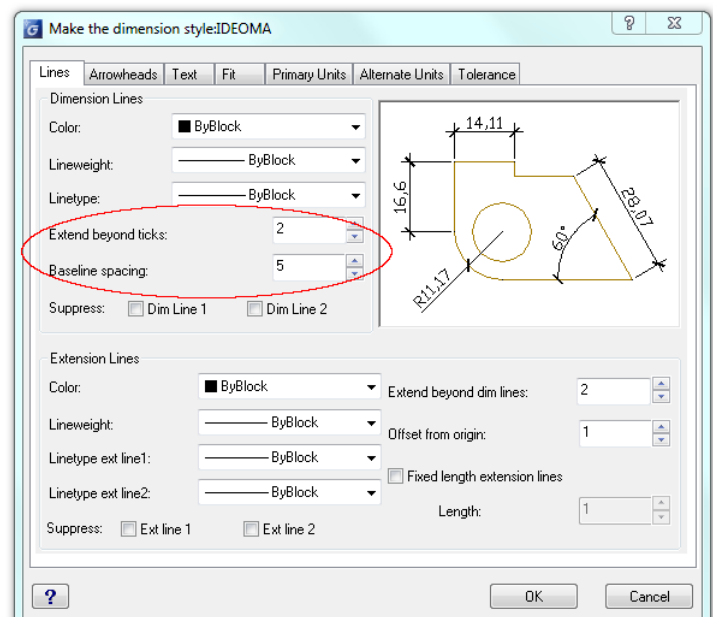 Make the dimension style:IDEOMA
Lines Arrowheads Text Fit Primary Units Alternate Units Tolerance
Dimension Lines
Color: ByBlock
Lineweight: ByBlock
Linetype: ByBlock
Extend beyond ticks: 2
Baseline spacing: 5
Suppress: Dim Line 1 Dim Line 2
14,11
16,6
28,07
60°
R11,17
Extension Lines
Color: ByBlock
Lineweight: ByBlock
Linetype ext line1: ByBlock
Linetype ext line2: ByBlock
Suppress: Ext line 1 Ext line 2
Extend beyond dim lines: 2
Offset from origin: 1
Fixed length extension lines
Length: 1
? OK Cancel